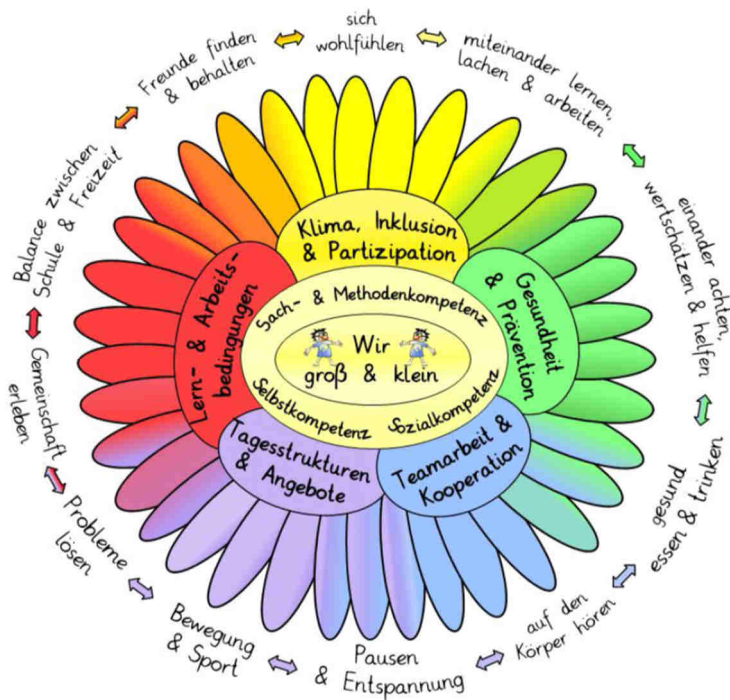 sich
wohlfühlen
miteinander lernen,
lachen & arbeiten
einander achten,
wertschätzen & helfen
gesund
essen & trinken
auf den
Körper hören
Pausen
& Entspannung
Bewegung
& Sport
Probleme
lösen
Gemeinschaft
erleben
Balance zwischen
Schule & Freizeit
Freunde finden
& behalten
Klima, Inklusion
& Partizipation
Gesundheit
& Prävention
Teamarbeit &
Kooperation
Tagesstrukturen
& Angebote
Lern- & Arbeits-
bedingungen
Sach- & Methodenkompetenz
Sozialkompetenz
Selbstkompetenz
Wir
groß & klein